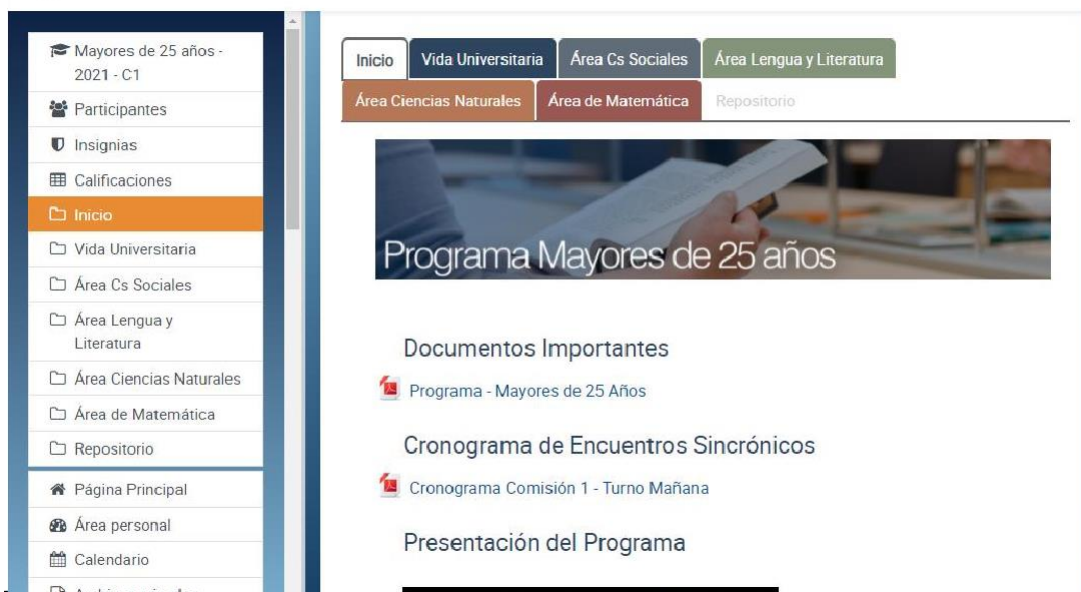 Mayores de 25 años -
2021 - C1
Participantes
Insignias
Calificaciones
Inicio
Vida Universitaria
Área Cs Sociales
Área Lengua y
Literatura
Área Ciencias Naturales
Área de Matemática
Repositorio
Página Principal
Área personal
Calendario
Inicio
Vida Universitaria
Área Cs Sociales
Área Lengua y Literatura
Área Ciencias Naturales
Área de Matemática
Repositorio
Programa Mayores de 25 años
Documentos Importantes
Programa - Mayores de 25 Años
Cronograma de Encuentros Sincrónicos
Cronograma Comisión 1 - Turno Mañana
Presentación del Programa